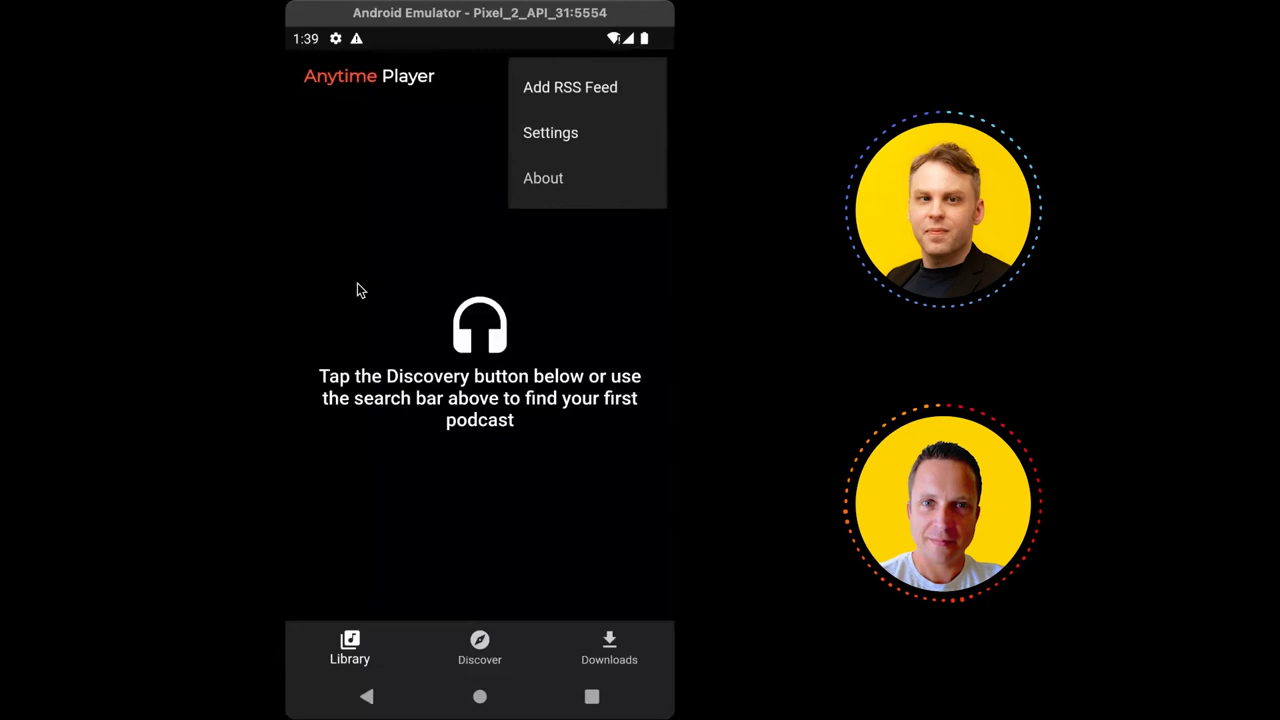 Android Emulator - Pixel_2_API_31:5554
1:39
Anytime Player
Add RSS Feed
Settings
About
Tap the Discovery button below or use
the search bar above to find your first
podcast
Library
Discover
Downloads